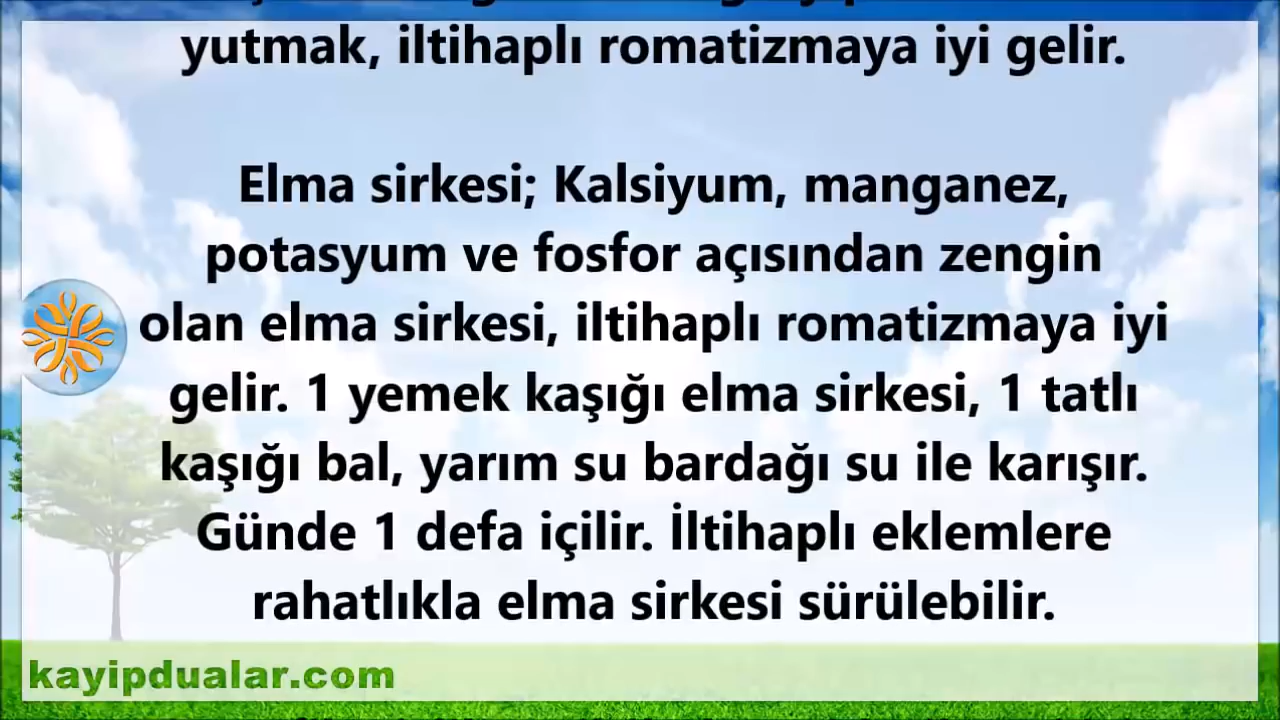 yutmak, iltihaplı romatizmaya iyi gelir.
Elma sirkesi; Kalsiyum, manganez,
potasyum ve fosfor açısından zengin
olan elma sirkesi, iltihaplı romatizmaya iyi
gelir. 1 yemek kaşığı elma sirkesi, 1 tatlı
kaşığı bal, yarım su bardağı su ile karışır.
Günde 1 defa içilir. İltihaplı eklemlere
rahatlıkla elma sirkesi sürülebilir.
kayipdualar.com